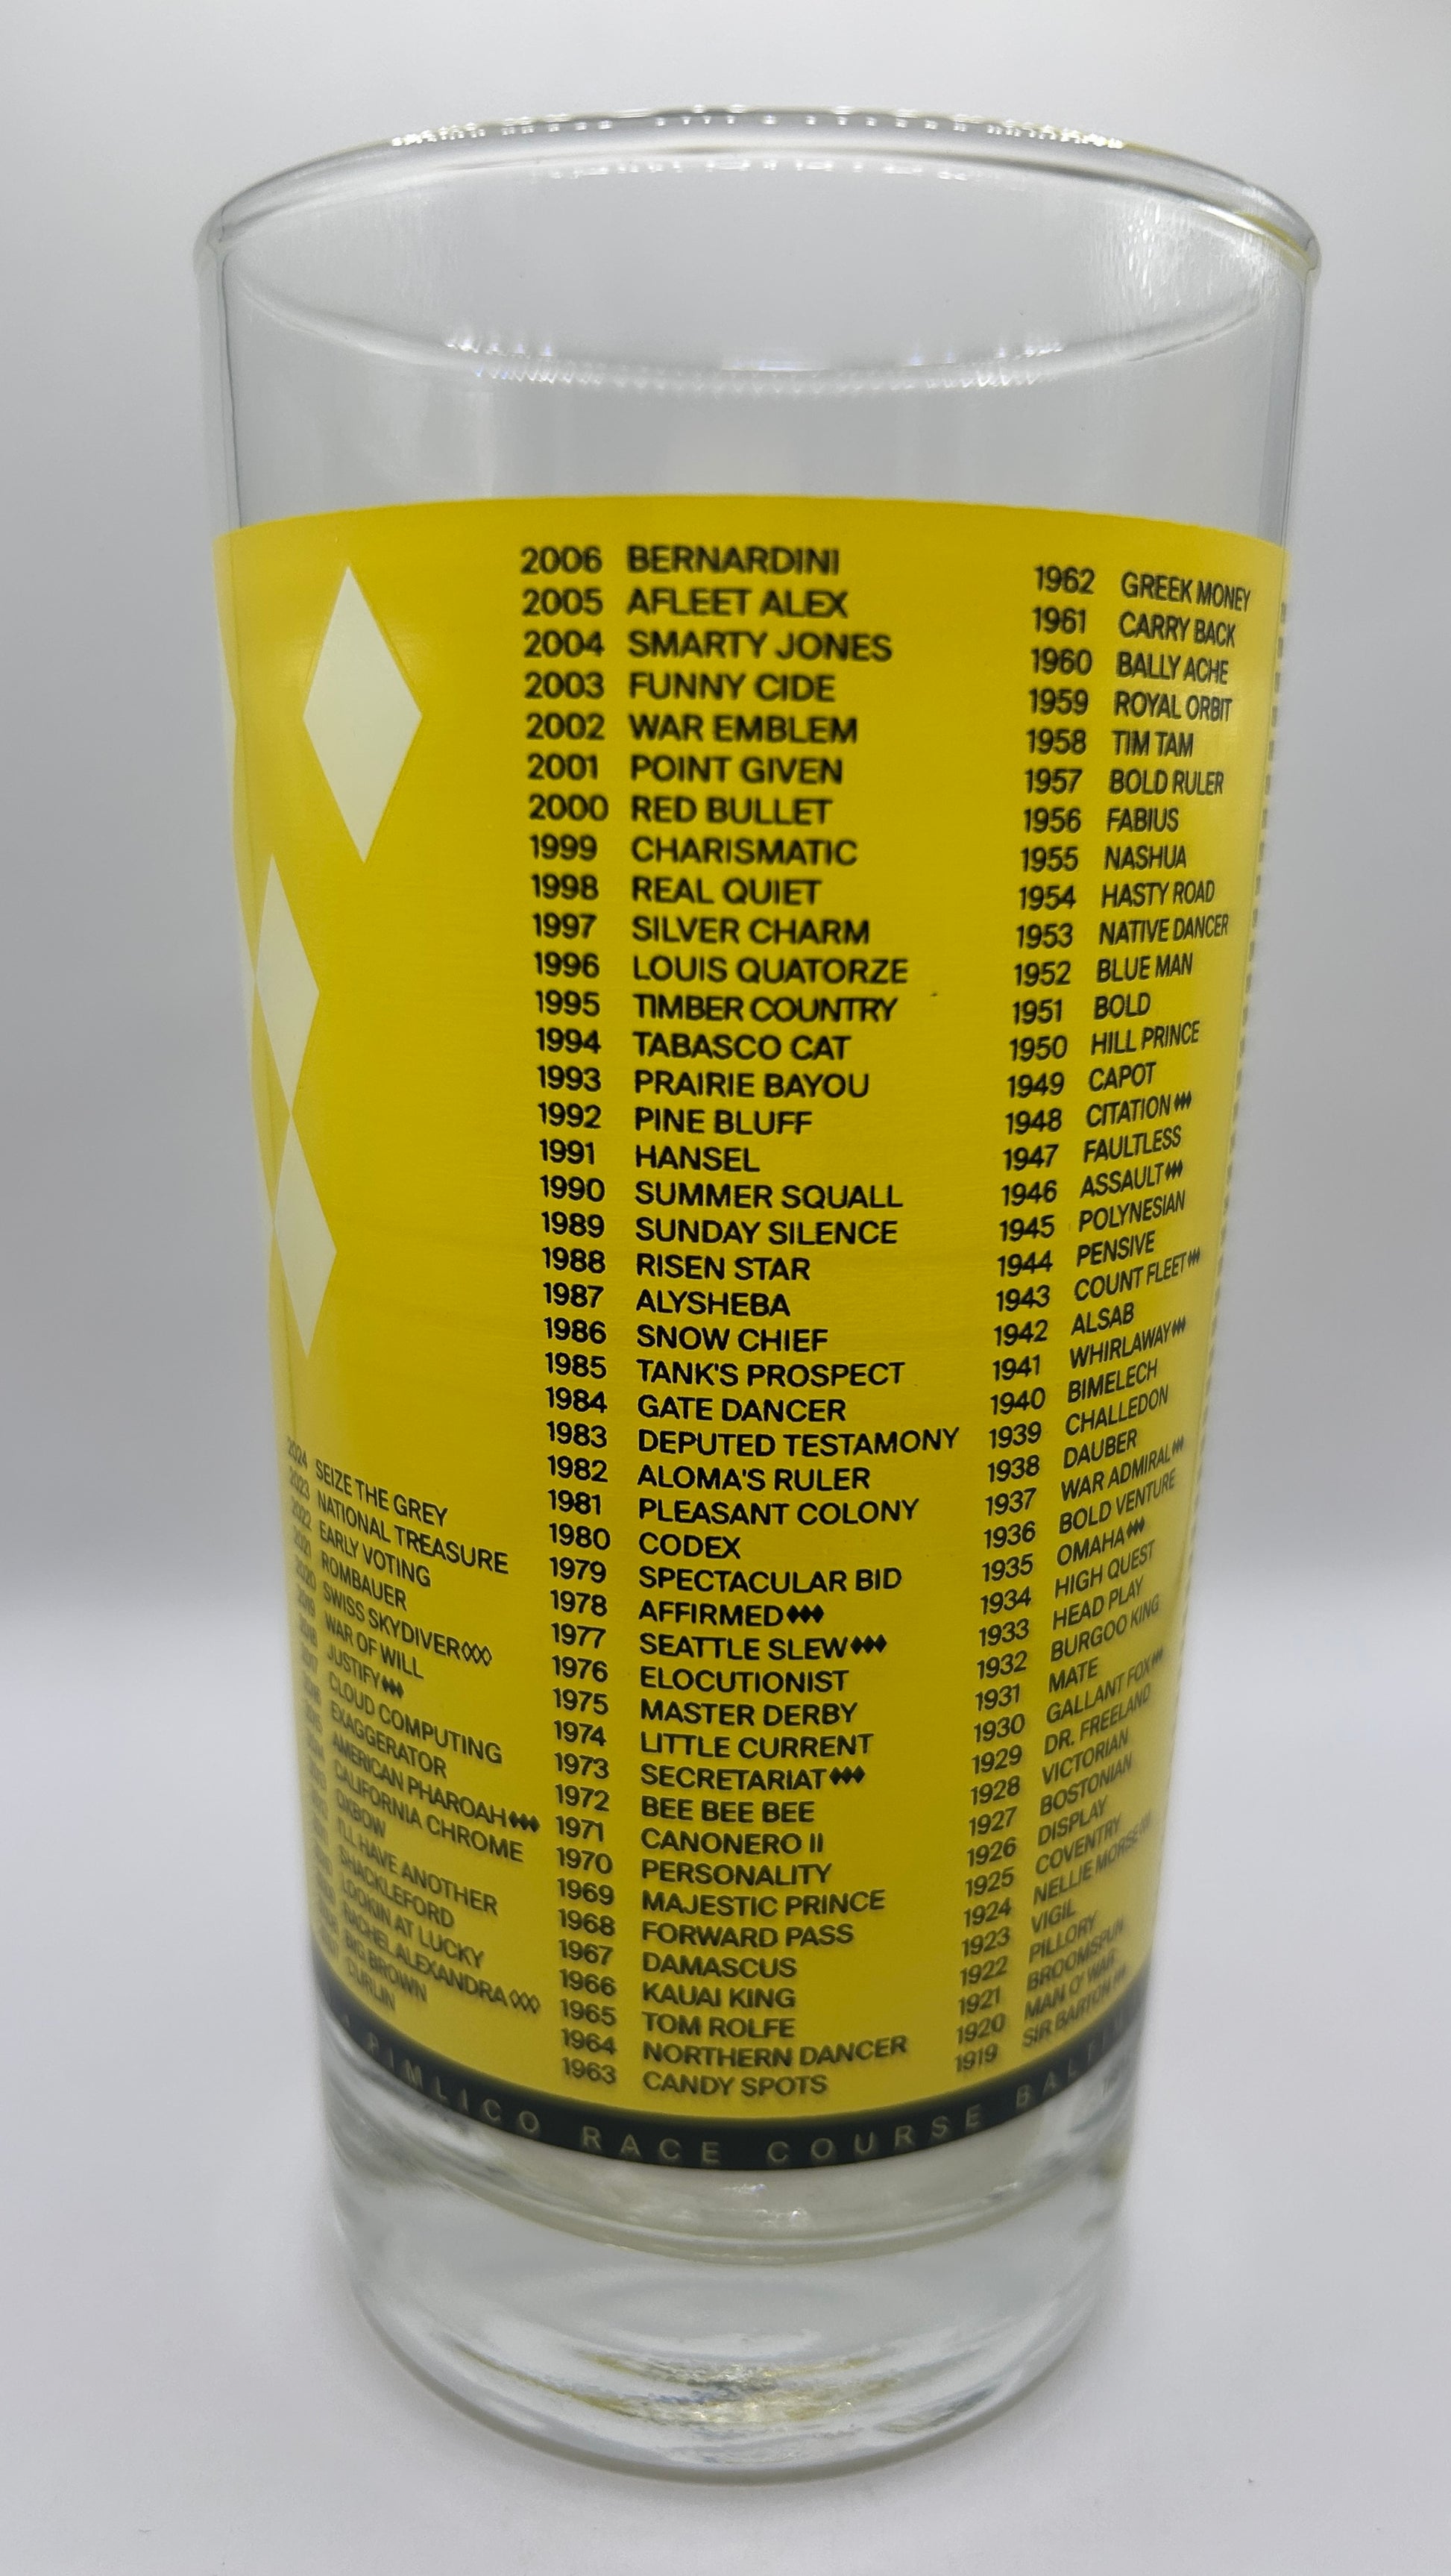 2024 SEIZE THE GREY
2023 NATIONAL TREASURE
2022 EARLY VOTING
2021 ROMBAUER
2020 SWISS SKYDIVER◊◊◊
2019 WAR OF WILL
2018 JUSTIFY♦♦♦
CLOUD COMPUTING
EXAGGERATOR
AMERICAN PHAROAH♦♦♦
CALIFORNIA CHROME
OXBOW
I'LL HAVE ANOTHER
SHACKLEFORD
LOOKIN AT LUCKY
RACHEL ALEXANDRA◊◊◊
BIG BROWN
CURLIN
2006 BERNARDINI
2005 AFLEET ALEX
2004 SMARTY JONES
2003 FUNNY CIDE
2002 WAR EMBLEM
2001 POINT GIVEN
2000 RED BULLET
1999 CHARISMATIC
1998 REAL QUIET
1997 SILVER CHARM
1996 LOUIS QUATORZE
1995 TIMBER COUNTRY
1994 TABASCO CAT
1993 PRAIRIE BAYOU
1992 PINE BLUFF
1991 HANSEL
1990 SUMMER SQUALL
1989 SUNDAY SILENCE
1988 RISEN STAR
1987 ALYSHEBA
1986 SNOW CHIEF
1985 TANK'S PROSPECT
1984 GATE DANCER
1983 DEPUTED TESTAMONY
1982 ALOMA'S RULER
1981 PLEASANT COLONY
1980 CODEX
1979 SPECTACULAR BID
1978 AFFIRMED♦♦♦
1977 SEATTLE SLEW♦♦♦
1976 ELOCUTIONIST
1975 MASTER DERBY
1974 LITTLE CURRENT
1973 SECRETARIAT♦♦♦
1972 BEE BEE BEE
1971 CANONERO II
1970 PERSONALITY
1969 MAJESTIC PRINCE
1968 FORWARD PASS
1967 DAMASCUS
1966 KAUAI KING
1965 TOM ROLFE
1964 NORTHERN DANCER
1963 CANDY SPOTS
1962 GREEK MONEY
1961 CARRY BACK
1960 BALLY ACHE
1959 ROYAL ORBIT
1958 TIM TAM
1957 BOLD RULER
1956 FABIUS
1955 NASHUA
1954 HASTY ROAD
1953 NATIVE DANCER
1952 BLUE MAN
1951 BOLD
1950 HILL PRINCE
1949 CAPOT
1948 CITATION♦♦♦
1947 FAULTLESS
1946 ASSAULT♦♦♦
1945 POLYNESIAN
1944 PENSIVE
1943 COUNT FLEET♦♦♦
1942 ALSAB
1941 WHIRLAWAY♦♦♦
1940 BIMELECH
1939 CHALLEDON
1938 DAUBER
1937 WAR ADMIRAL♦♦♦
1936 BOLD VENTURE
1935 OMAHA♦♦♦
1934 HIGH QUEST
1933 HEAD PLAY
1932 BURGOO KING
1931 MATE
1930 GALLANT FOX♦♦♦
1929 DR. FREELAND
1928 VICTORIAN
1927 BOSTONIAN
1926 DISPLAY
1925 COVENTRY
1924 NELLIE MORSE◊◊◊
1923 VIGIL
1922 PILLORY
1921 BROOMSPUN
1920 MAN O' WAR
1919 SIR BARTON♦♦♦
PIMLICO RACE COURSE